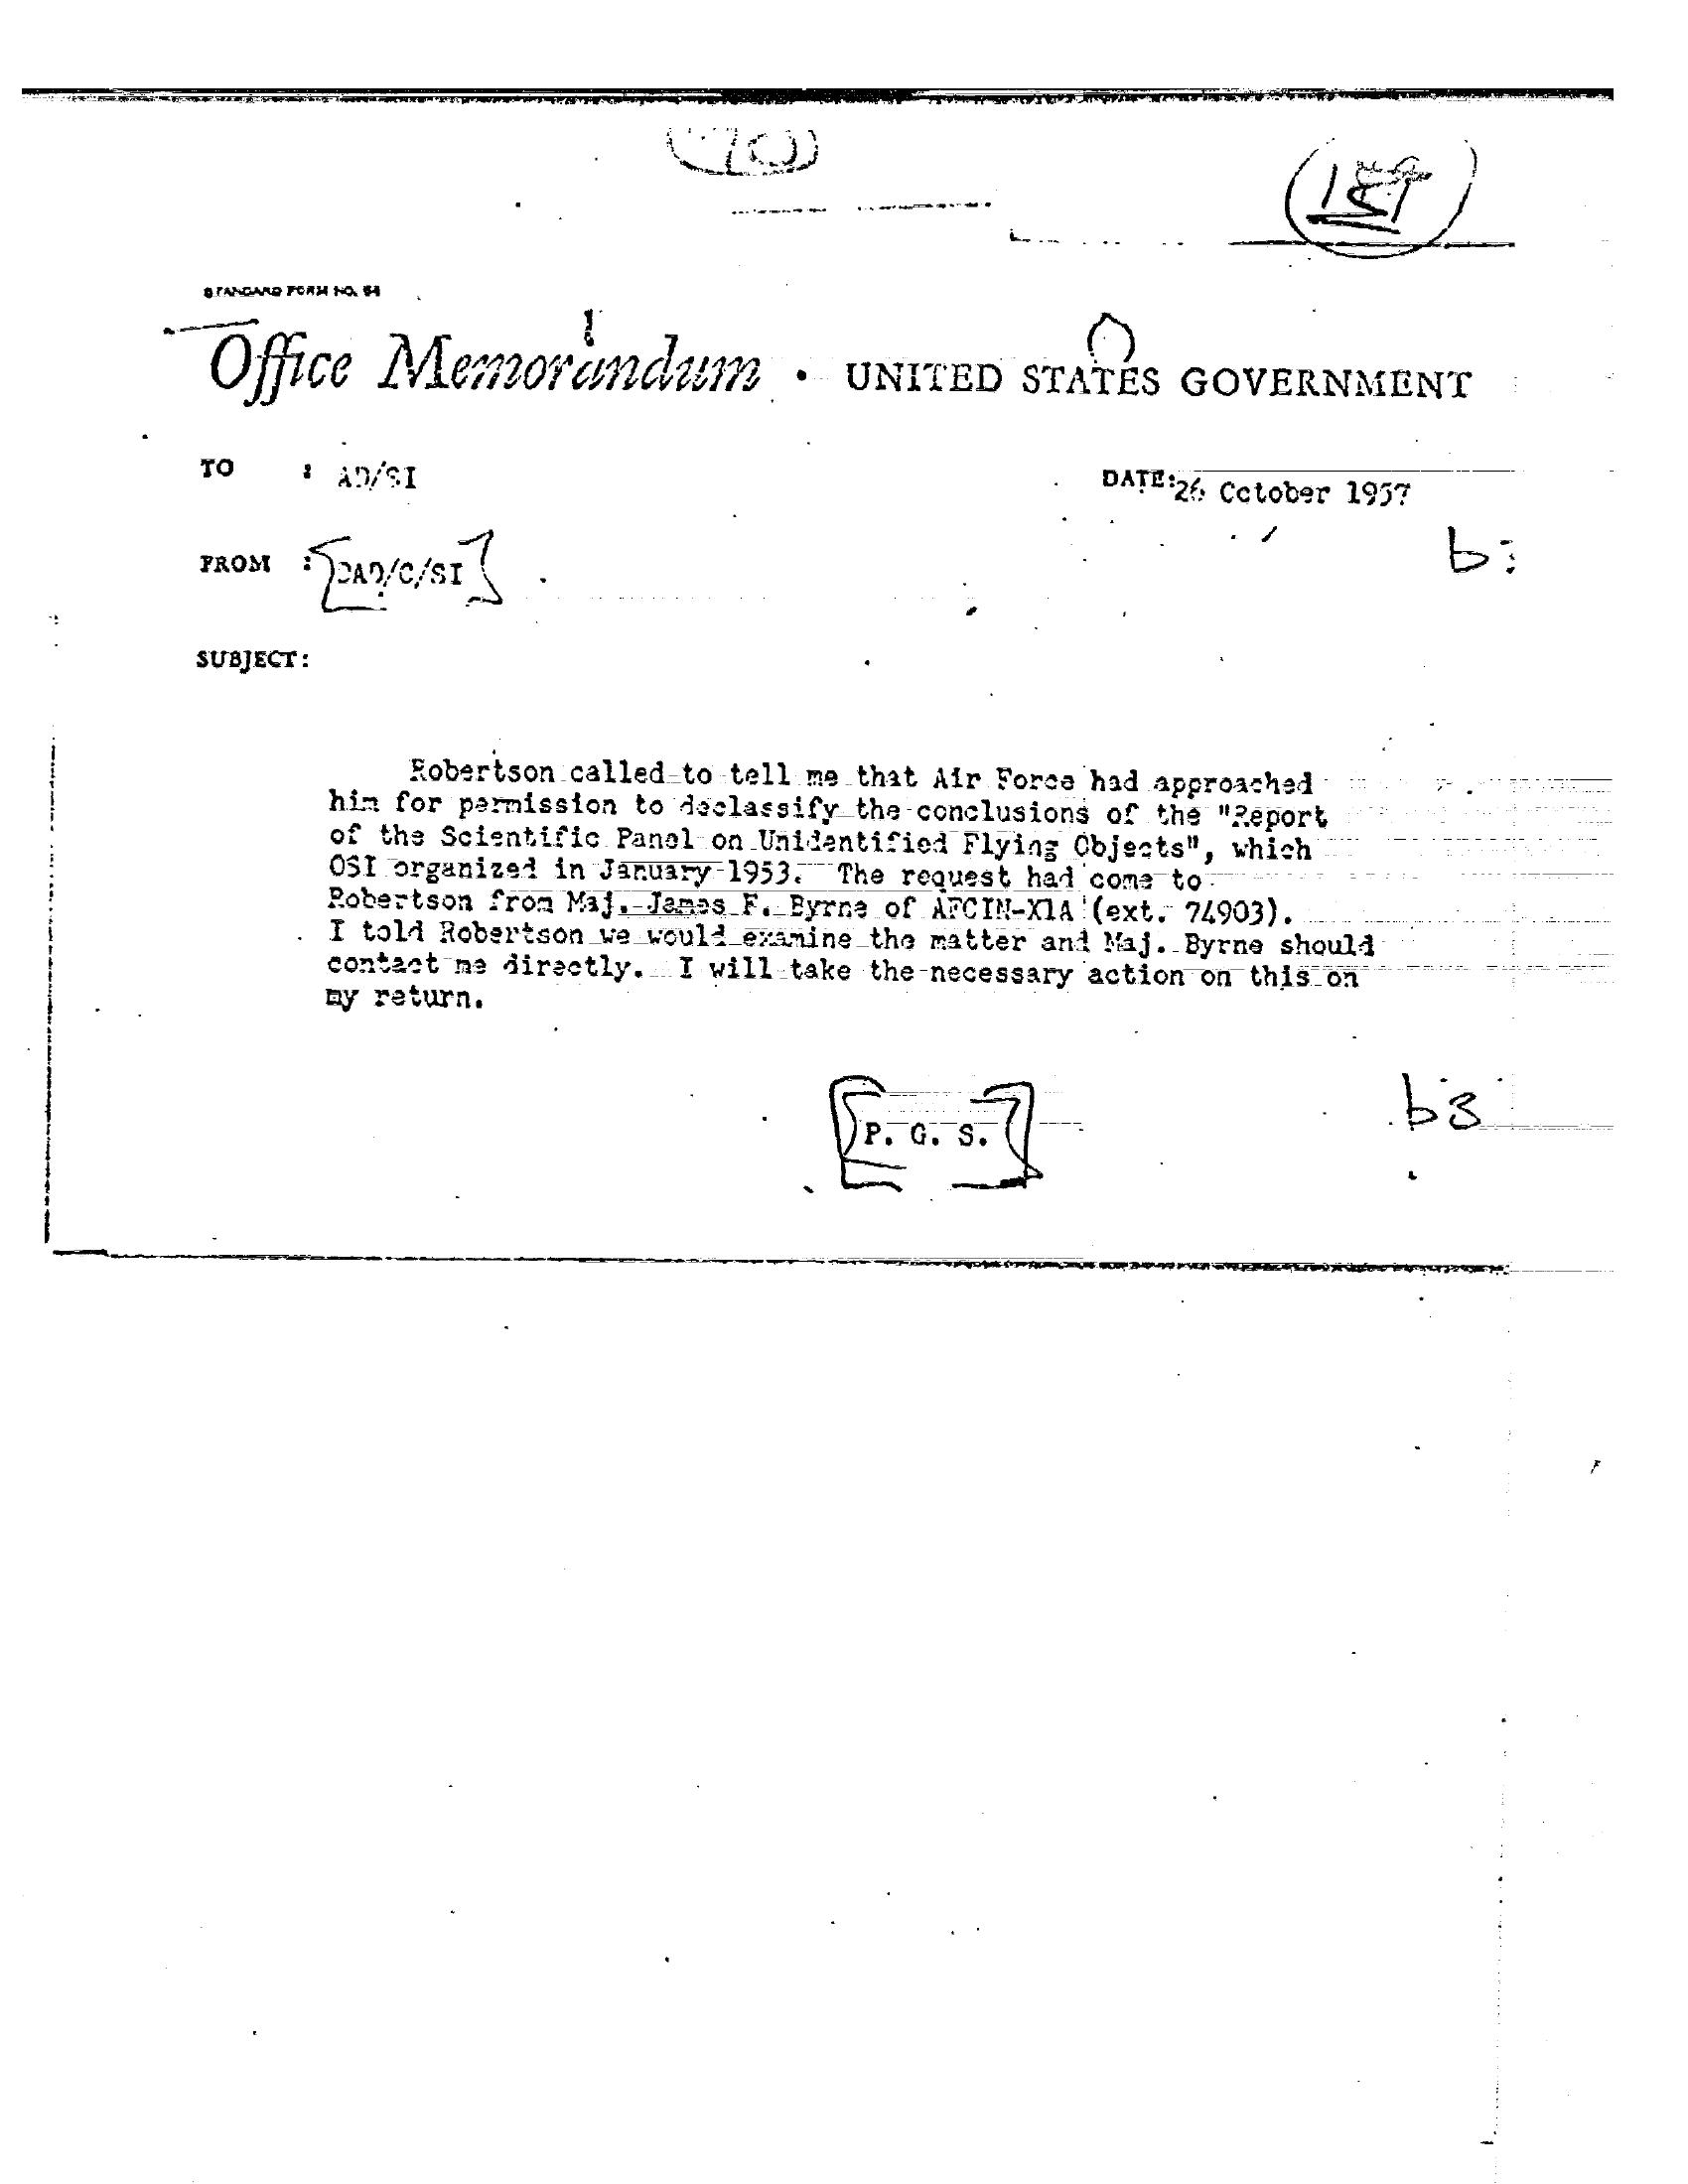 STANDARD FORM NO. 64
Office Memorandum • UNITED STATES GOVERNMENT
TO : AD/SI
DATE: 26 October 1957
FROM : DAD/C/SI
SUBJECT:
Robertson called to tell me that Air Force had approached
him for permission to declassify the conclusions of the "Report
of the Scientific Panel on Unidentified Flying Objects", which
OSI organized in January 1953. The request had come to
Robertson from Maj. James F. Byrne of AFCIN-X1A (ext. 74903).
I told Robertson we would examine the matter and Maj. Byrne should
contact me directly. I will take the necessary action on this on
my return.
P. G. S.
b3